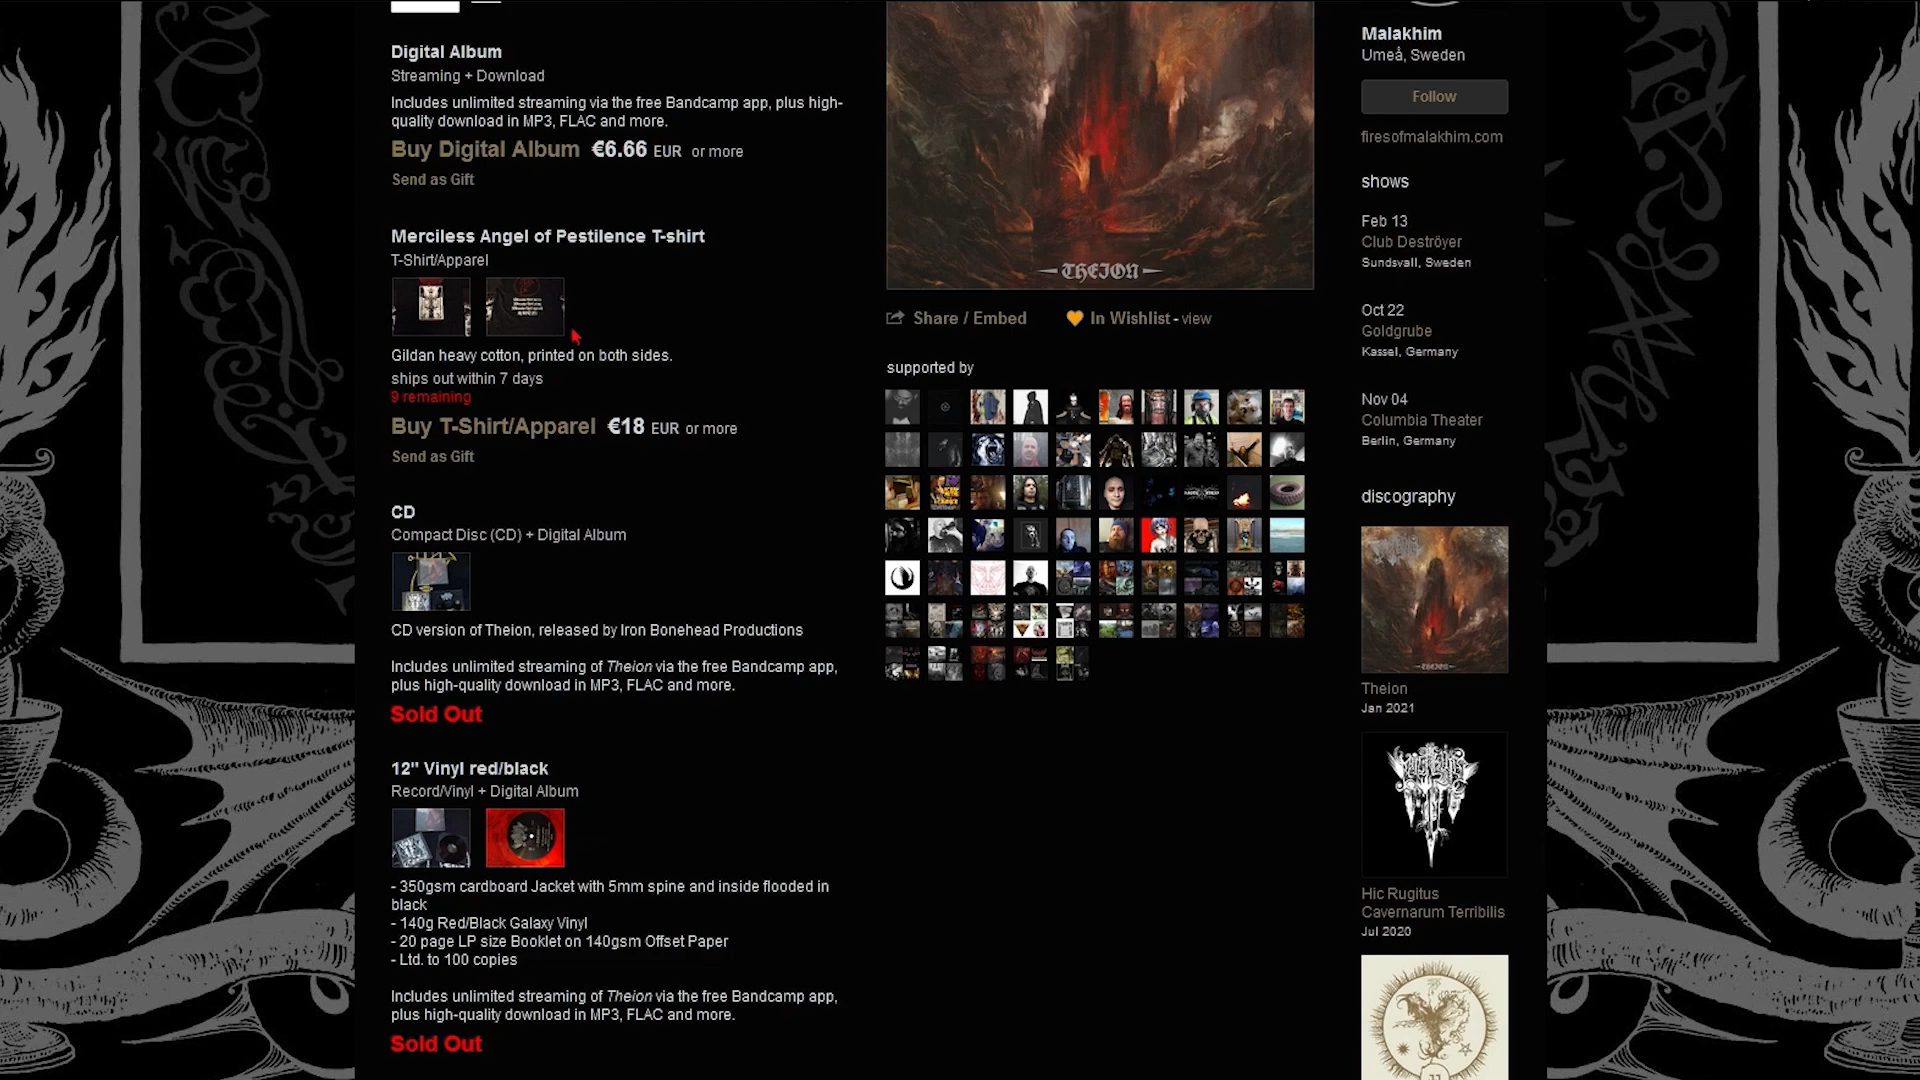 Digital Album
Streaming + Download
Includes unlimited streaming via the free Bandcamp app, plus high-
quality download in MP3, FLAC and more.
Buy Digital Album €6.66 EUR or more
Send as Gift
Merciless Angel of Pestilence T-shirt
T-Shirt/Apparel
Gildan heavy cotton, printed on both sides.
ships out within 7 days
9 remaining
Buy T-Shirt/Apparel €18 EUR or more
Send as Gift
CD
Compact Disc (CD) + Digital Album
CD version of Theion, released by Iron Bonehead Productions
Includes unlimited streaming of Theion via the free Bandcamp app,
plus high-quality download in MP3, FLAC and more.
Sold Out
12" Vinyl red/black
Record/Vinyl + Digital Album
- 350gsm cardboard Jacket with 5mm spine and inside flooded in
black
- 140g Red/Black Galaxy Vinyl
- 20 page LP size Booklet on 140gsm Offset Paper
- Ltd. to 100 copies
Includes unlimited streaming of Theion via the free Bandcamp app,
plus high-quality download in MP3, FLAC and more.
Sold Out
THEION
Share / Embed
In Wishlist - view
supported by
Malakhim
Umeå, Sweden
Follow
firesofmalakhim.com
shows
Feb 13
Club Deströyer
Sundsvall, Sweden
Oct 22
Goldgrube
Kassel, Germany
Nov 04
Columbia Theater
Berlin, Germany
discography
THEION
Theion
Jan 2021
Hic Rugitus
Cavernarum Terribilis
Jul 2020